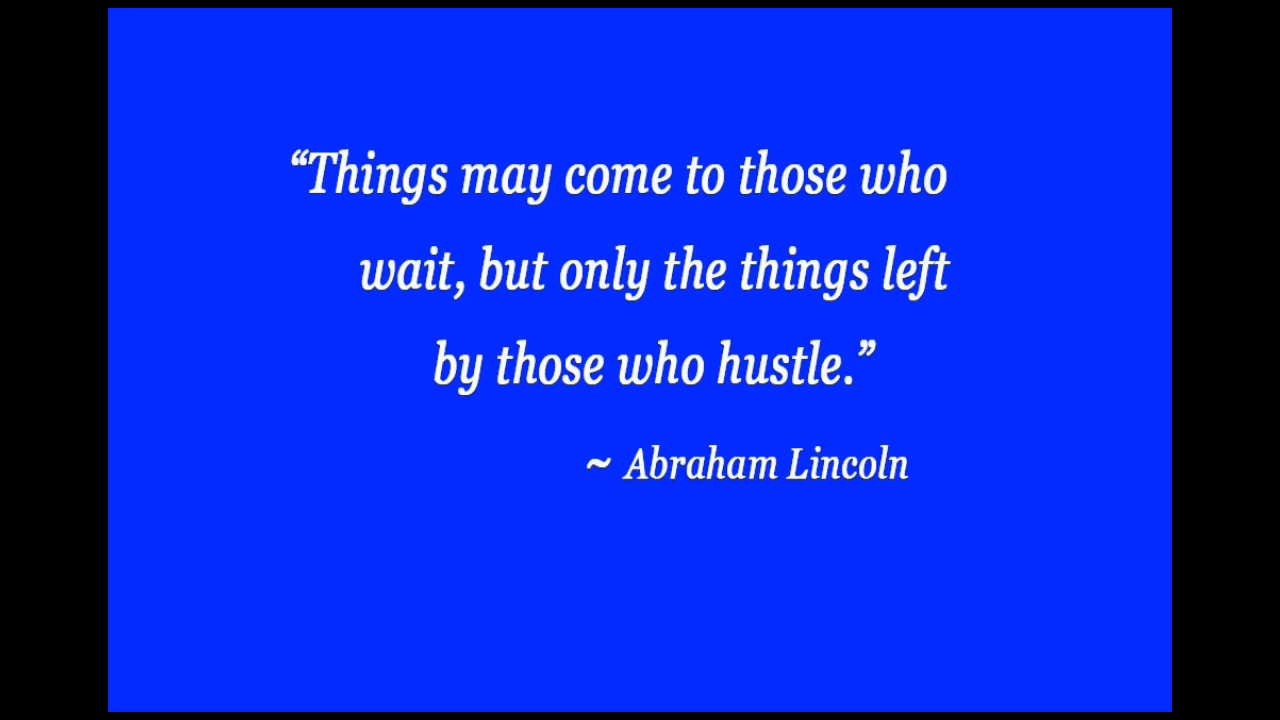 “Things may come to those who
wait, but only the things left
by those who hustle.”
~ Abraham Lincoln